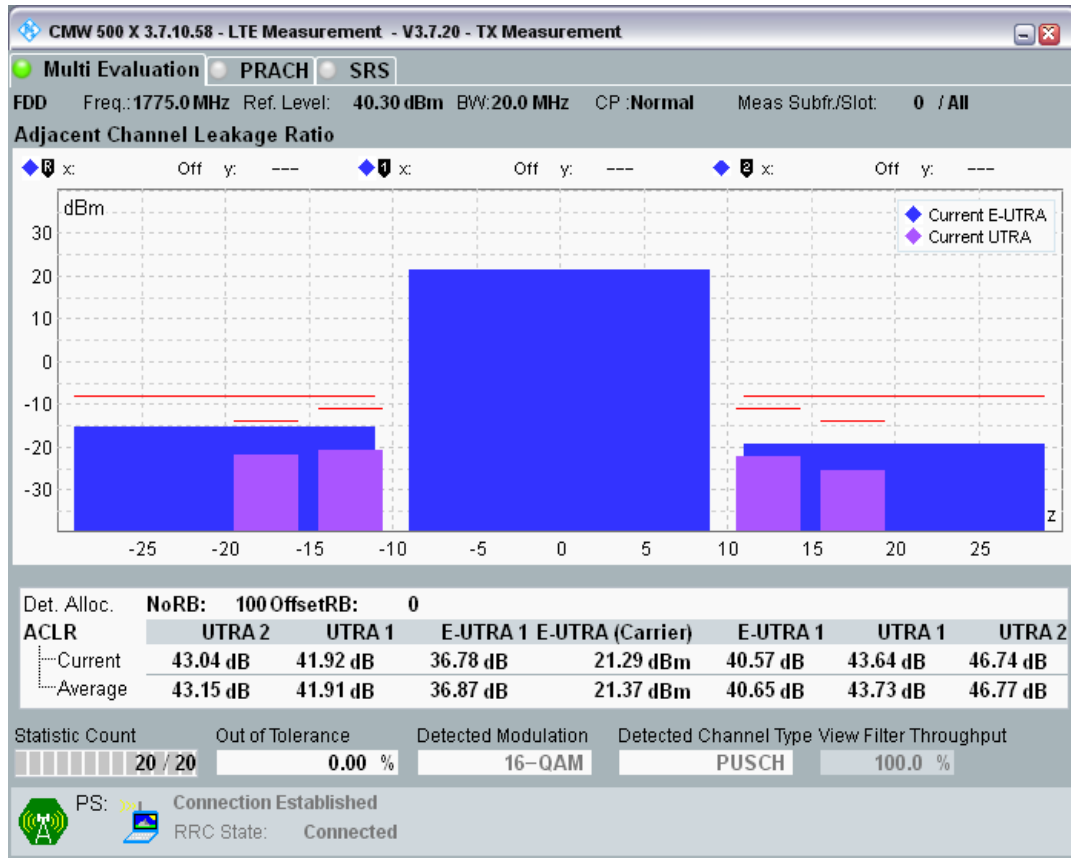 CMW 500 X 3.7.10.58 - LTE Measurement - V3.7.20 - TX Measurement
Multi Evaluation PRACH SRS
FDD Freq.:1775.0 MHz Ref. Level: 40.30 dBm BW:20.0 MHz CP :Normal Meas Subfr./Slot: 0 / All
Adjacent Channel Leakage Ratio
R x: Off y: --- 1 x: Off y: --- 2 x: Off y: ---
dBm
Current E-UTRA
Current UTRA
30
20
10
0
-10
-20
-30
z
-25 -20 -15 -10 -5 0 5 10 15 20 25
Det. Alloc. NoRB: 100 OffsetRB: 0
ACLR UTRA 2 UTRA 1 E-UTRA 1 E-UTRA (Carrier) E-UTRA 1 UTRA 1 UTRA 2
Current 43.04 dB 41.92 dB 36.78 dB 21.29 dBm 40.57 dB 43.64 dB 46.74 dB
Average 43.15 dB 41.91 dB 36.87 dB 21.37 dBm 40.65 dB 43.73 dB 46.77 dB
Statistic Count Out of Tolerance Detected Modulation Detected Channel Type View Filter Throughput
20 / 20 0.00 % 16-QAM PUSCH 100.0 %
PS: Connection Established
RRC State: Connected